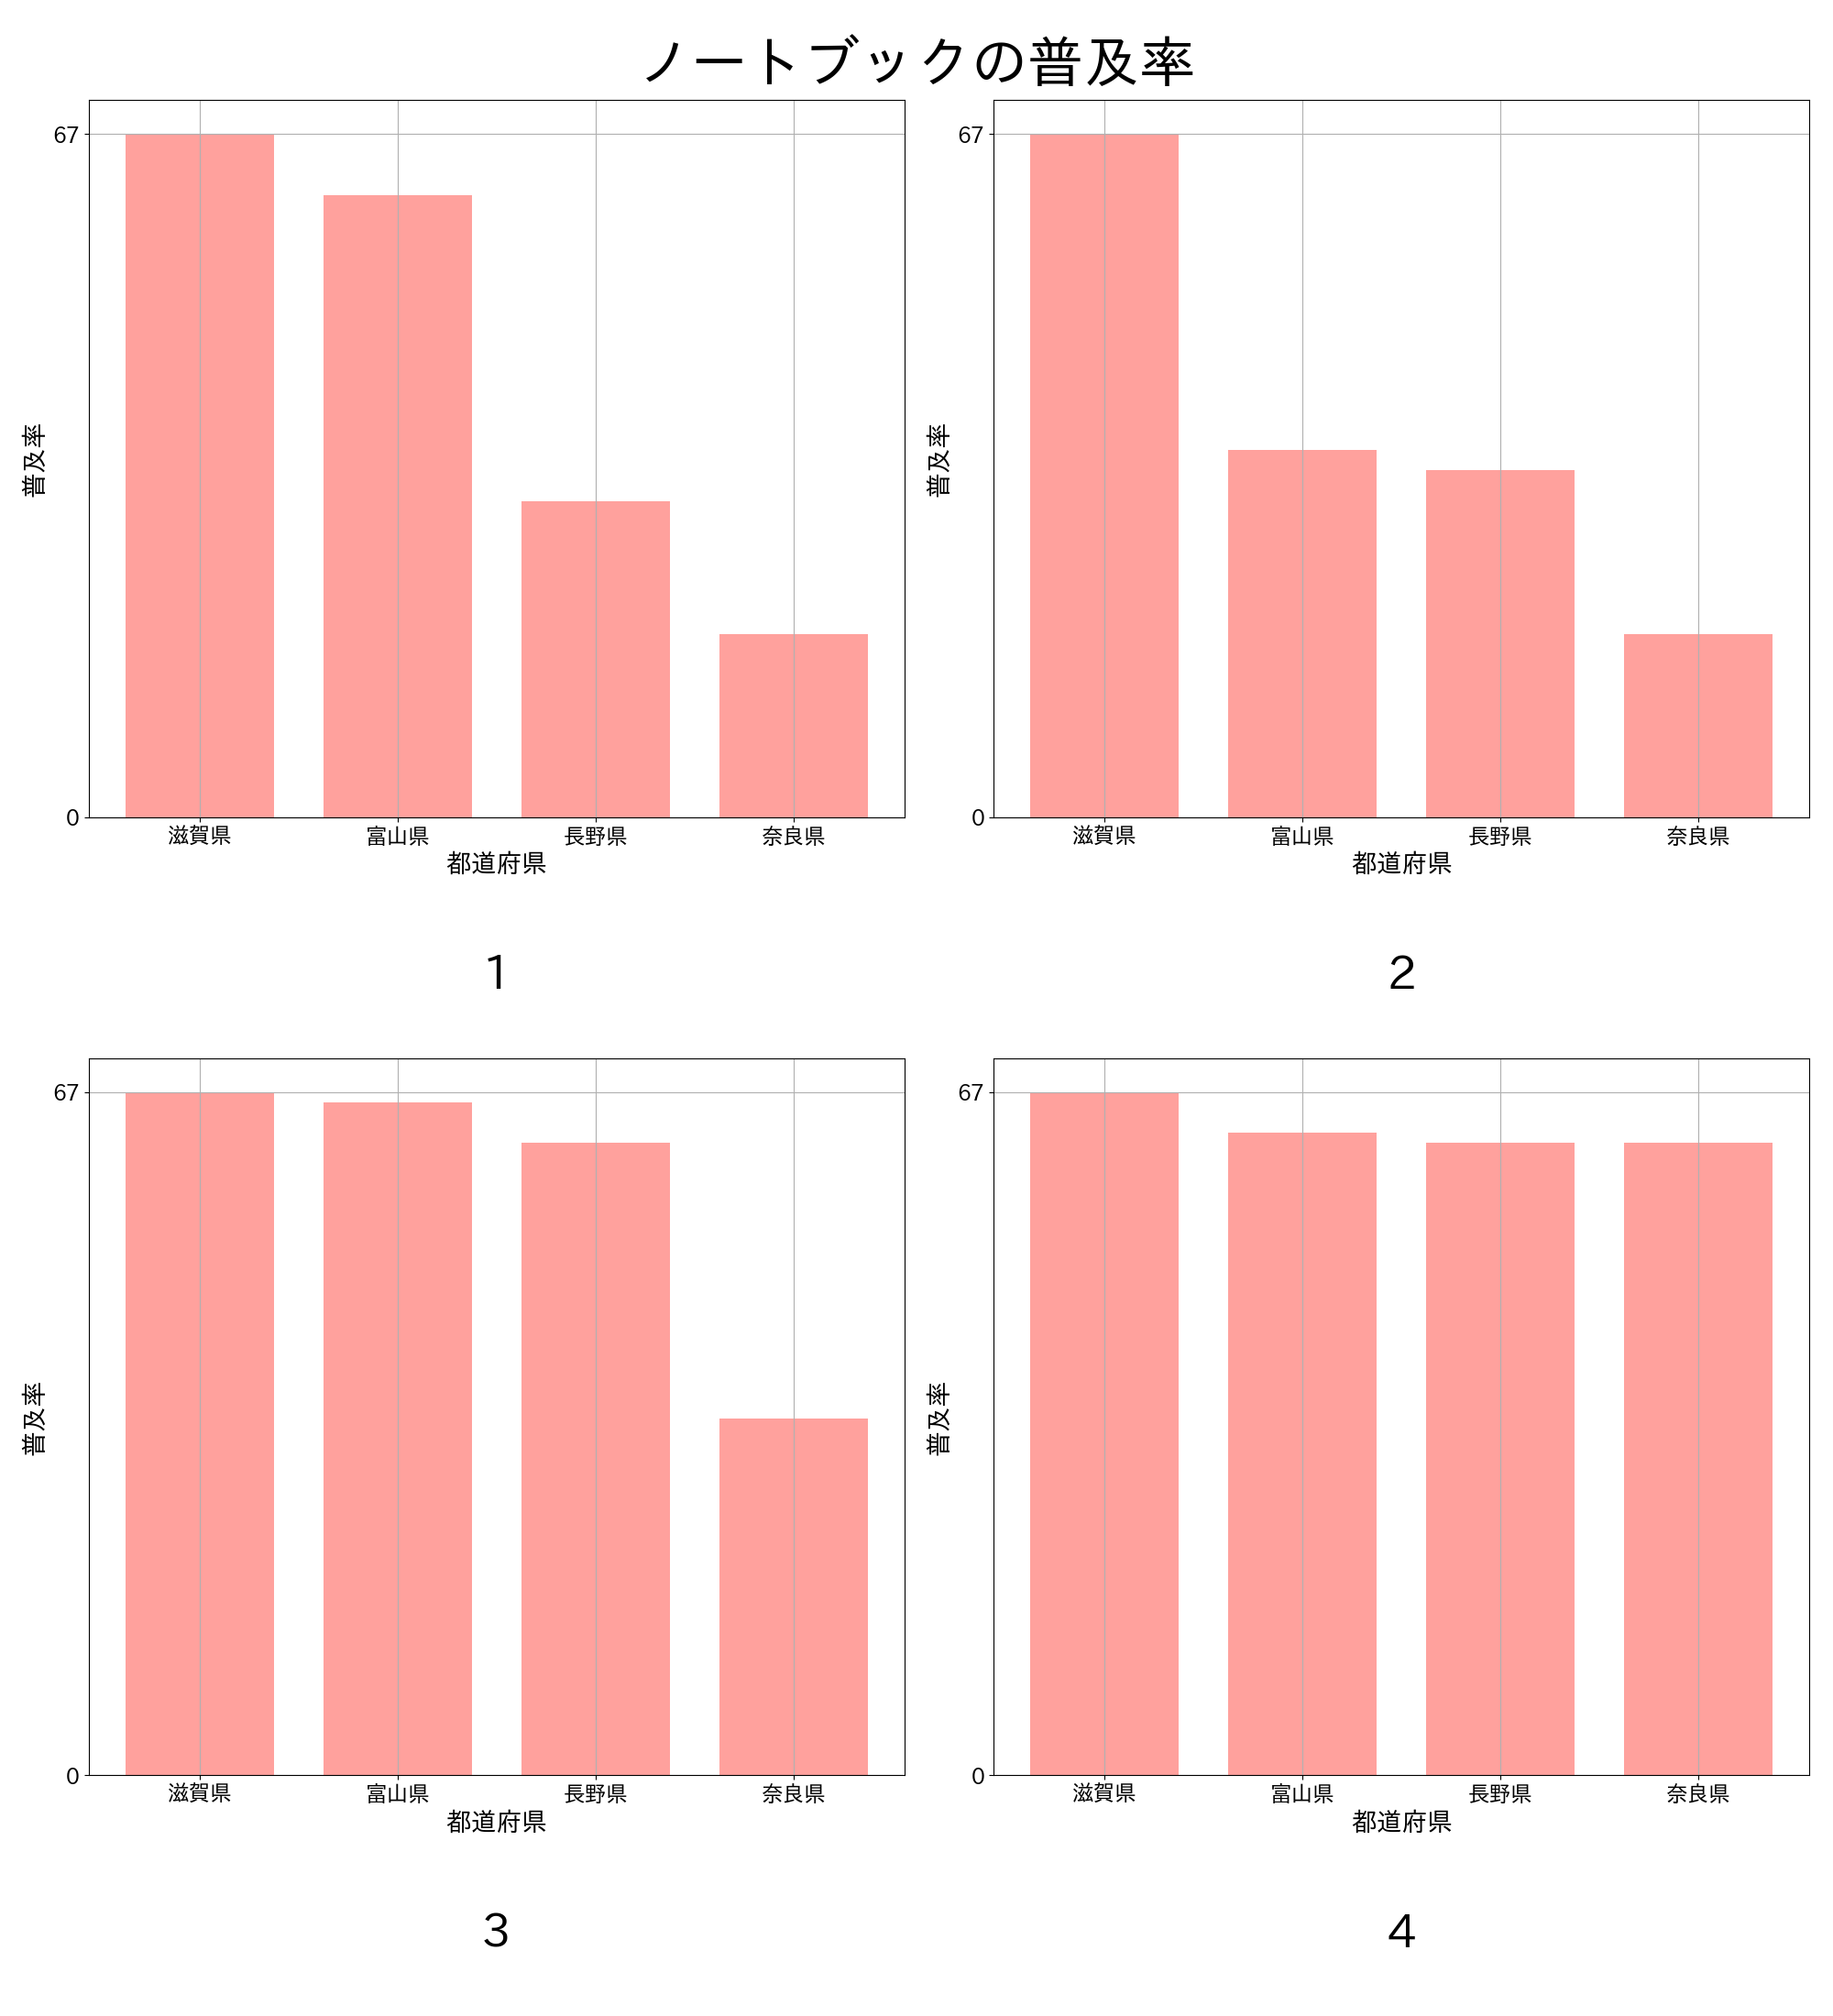 ノートブックの普及率
67
普及率
0
滋賀県 富山県 長野県 奈良県
都道府県
1
67
普及率
0
滋賀県 富山県 長野県 奈良県
都道府県
2
67
普及率
0
滋賀県 富山県 長野県 奈良県
都道府県
3
67
普及率
0
滋賀県 富山県 長野県 奈良県
都道府県
4